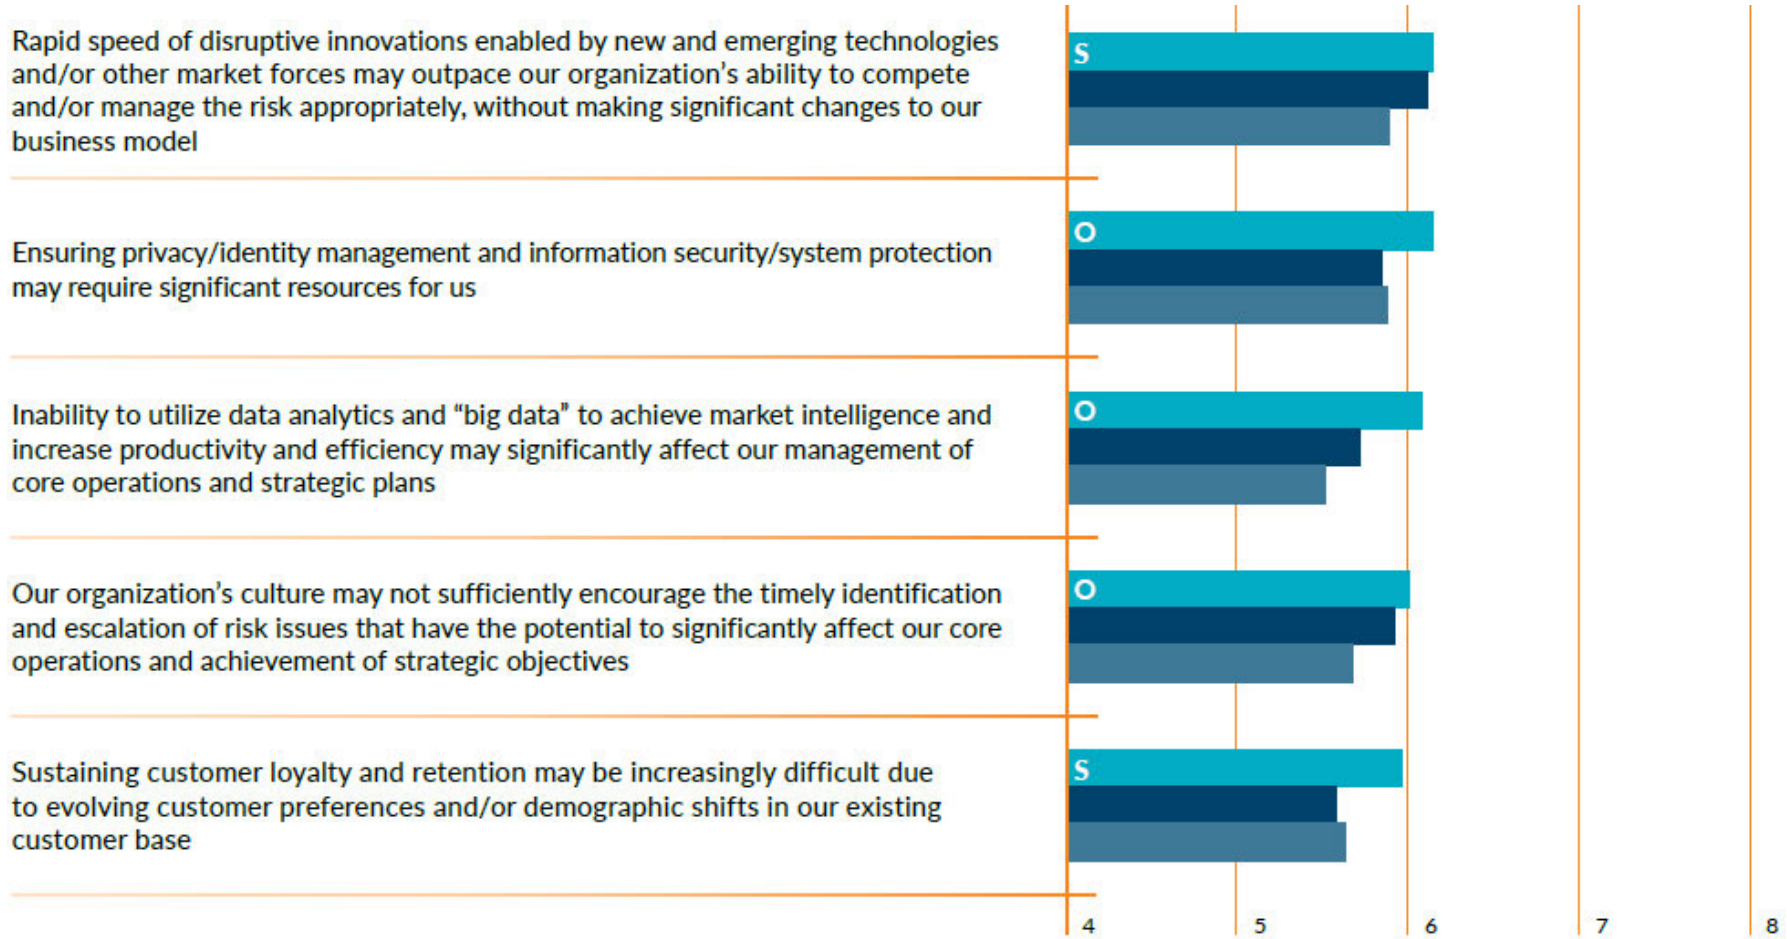 Rapid speed of disruptive innovations enabled by new and emerging technologies
and/or other market forces may outpace our organization’s ability to compete
and/or manage the risk appropriately, without making significant changes to our
business model
S
Ensuring privacy/identity management and information security/system protection
may require significant resources for us
O
Inability to utilize data analytics and “big data” to achieve market intelligence and
increase productivity and efficiency may significantly affect our management of
core operations and strategic plans
O
Our organization’s culture may not sufficiently encourage the timely identification
and escalation of risk issues that have the potential to significantly affect our core
operations and achievement of strategic objectives
O
Sustaining customer loyalty and retention may be increasingly difficult due
to evolving customer preferences and/or demographic shifts in our existing
customer base
S
4 5 6 7 8